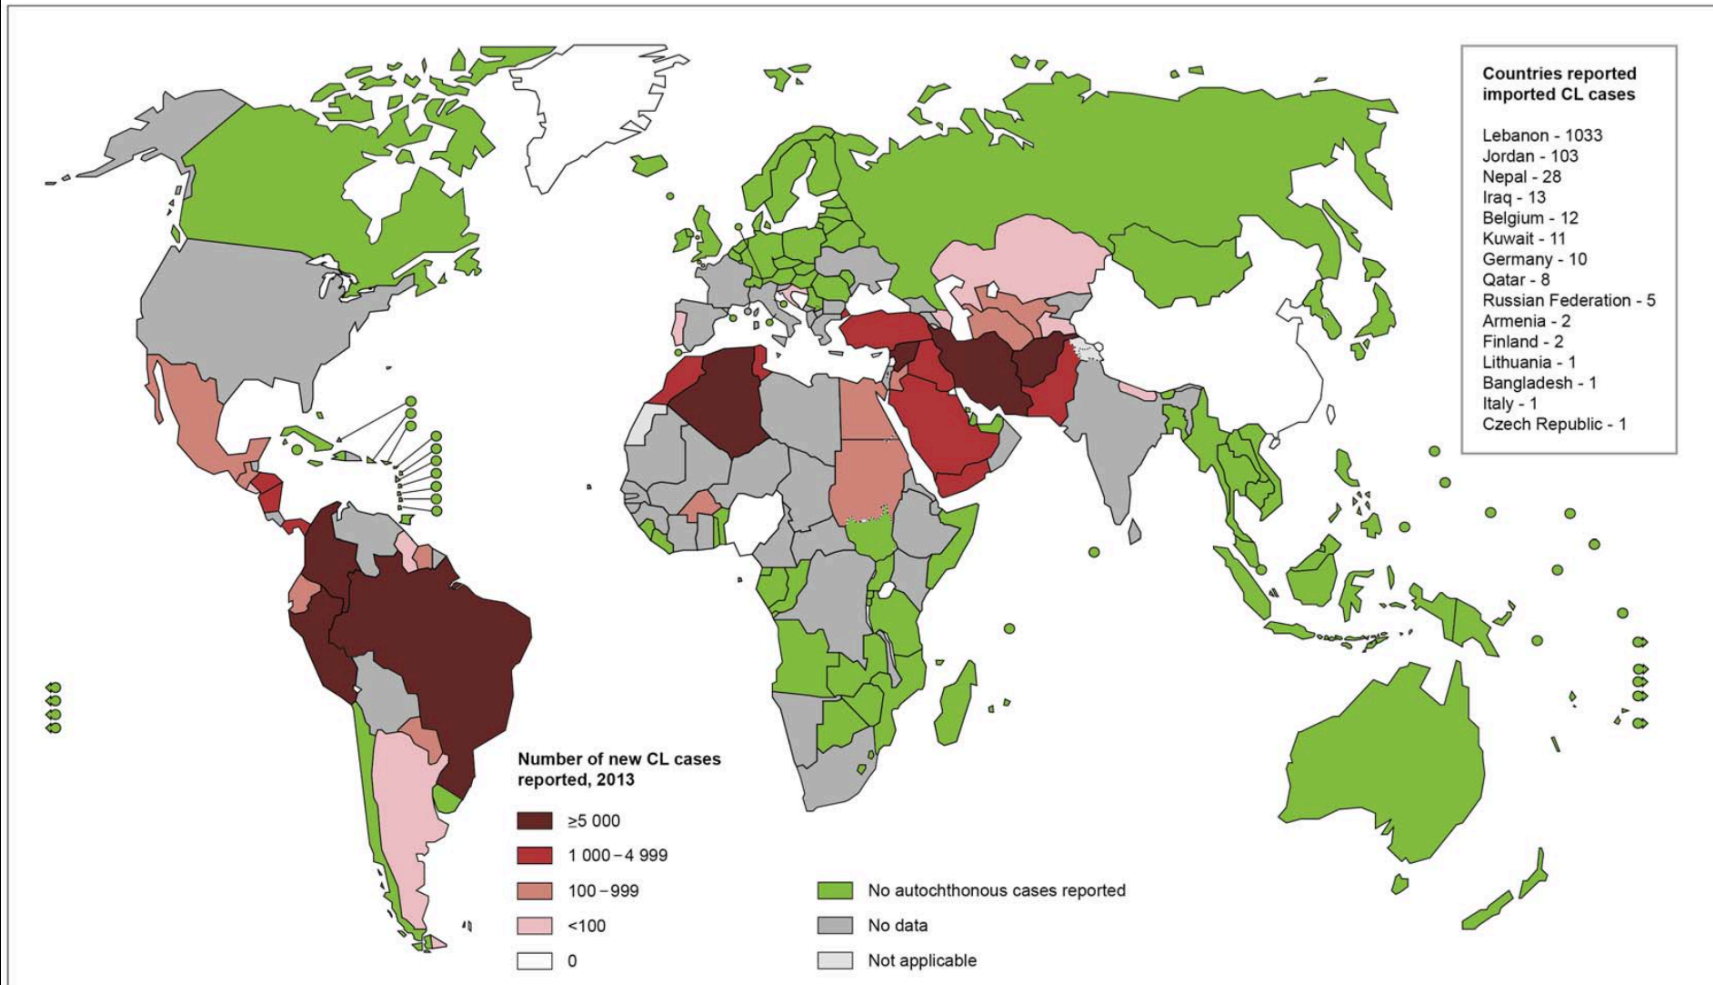 Countries reported
imported CL cases
Lebanon - 1033
Jordan - 103
Nepal - 28
Iraq - 13
Belgium - 12
Kuwait - 11
Germany - 10
Qatar - 8
Russian Federation - 5
Armenia - 2
Finland - 2
Lithuania - 1
Bangladesh - 1
Italy - 1
Czech Republic - 1
Number of new CL cases
reported, 2013
≥5 000
1 000–4 999
100–999
<100
0
No autochthonous cases reported
No data
Not applicable